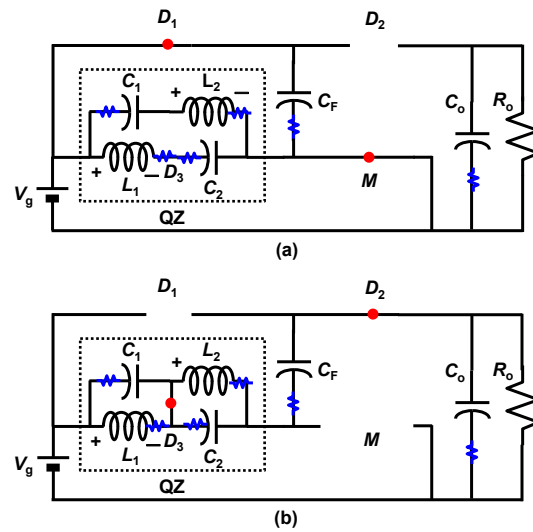 D1
D2
C1
+ L2 −
CF
Co
Ro
+ L1 − D3 C2
M
Vg
QZ
(a)
D1
D2
C1
+ L2
CF
Co
Ro
+ L1 − D3 C2
M
Vg
QZ
(b)